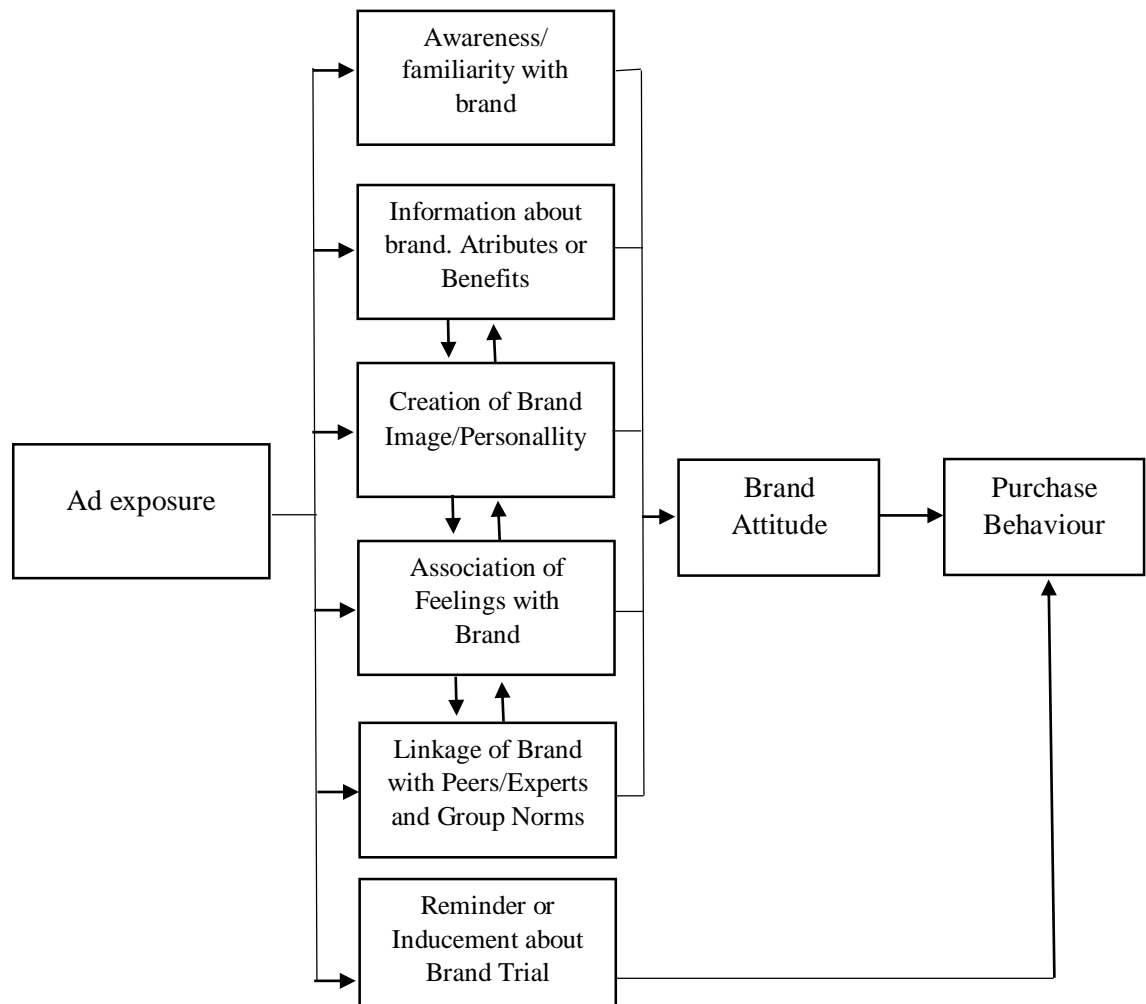 Awareness/
familiarity with
brand
Information about
brand. Atributes or
Benefits
Creation of Brand
Image/Personallity
Ad exposure
Brand
Attitude
Purchase
Behaviour
Association of
Feelings with
Brand
Linkage of Brand
with Peers/Experts
and Group Norms
Reminder or
Inducement about
Brand Trial